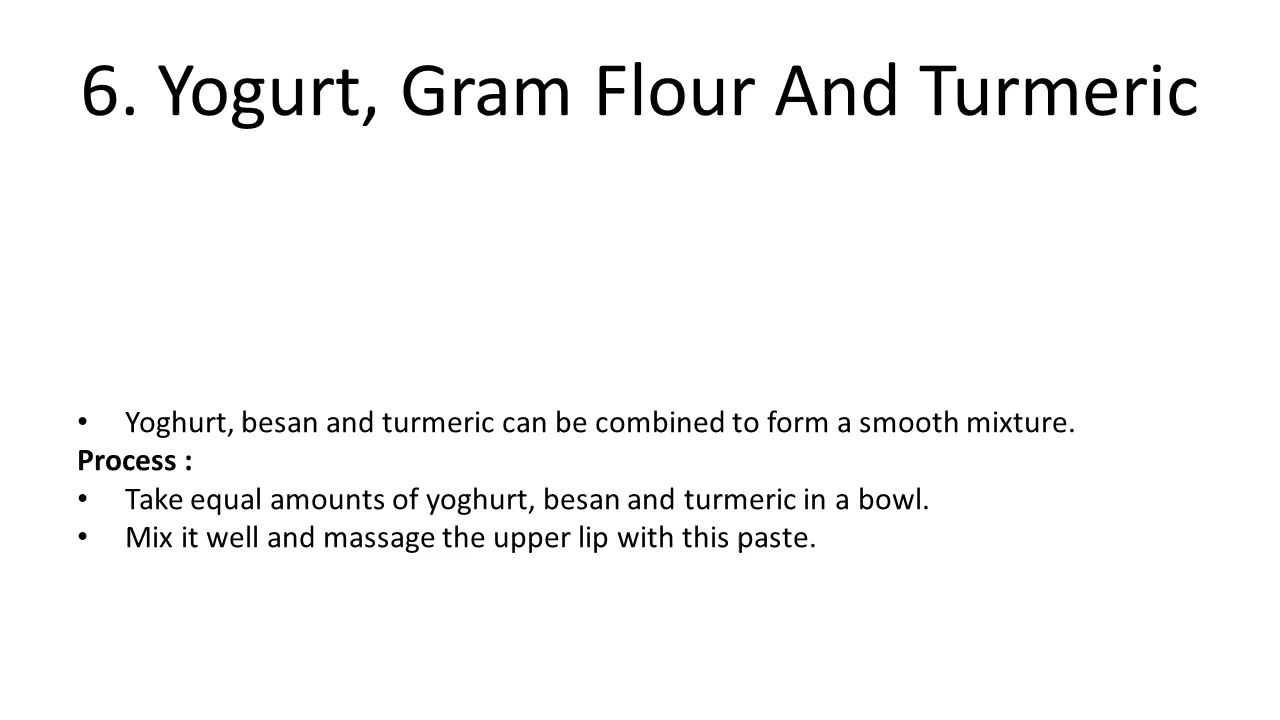 6. Yogurt, Gram Flour And Turmeric
• Yoghurt, besan and turmeric can be combined to form a smooth mixture.
Process :
• Take equal amounts of yoghurt, besan and turmeric in a bowl.
• Mix it well and massage the upper lip with this paste.